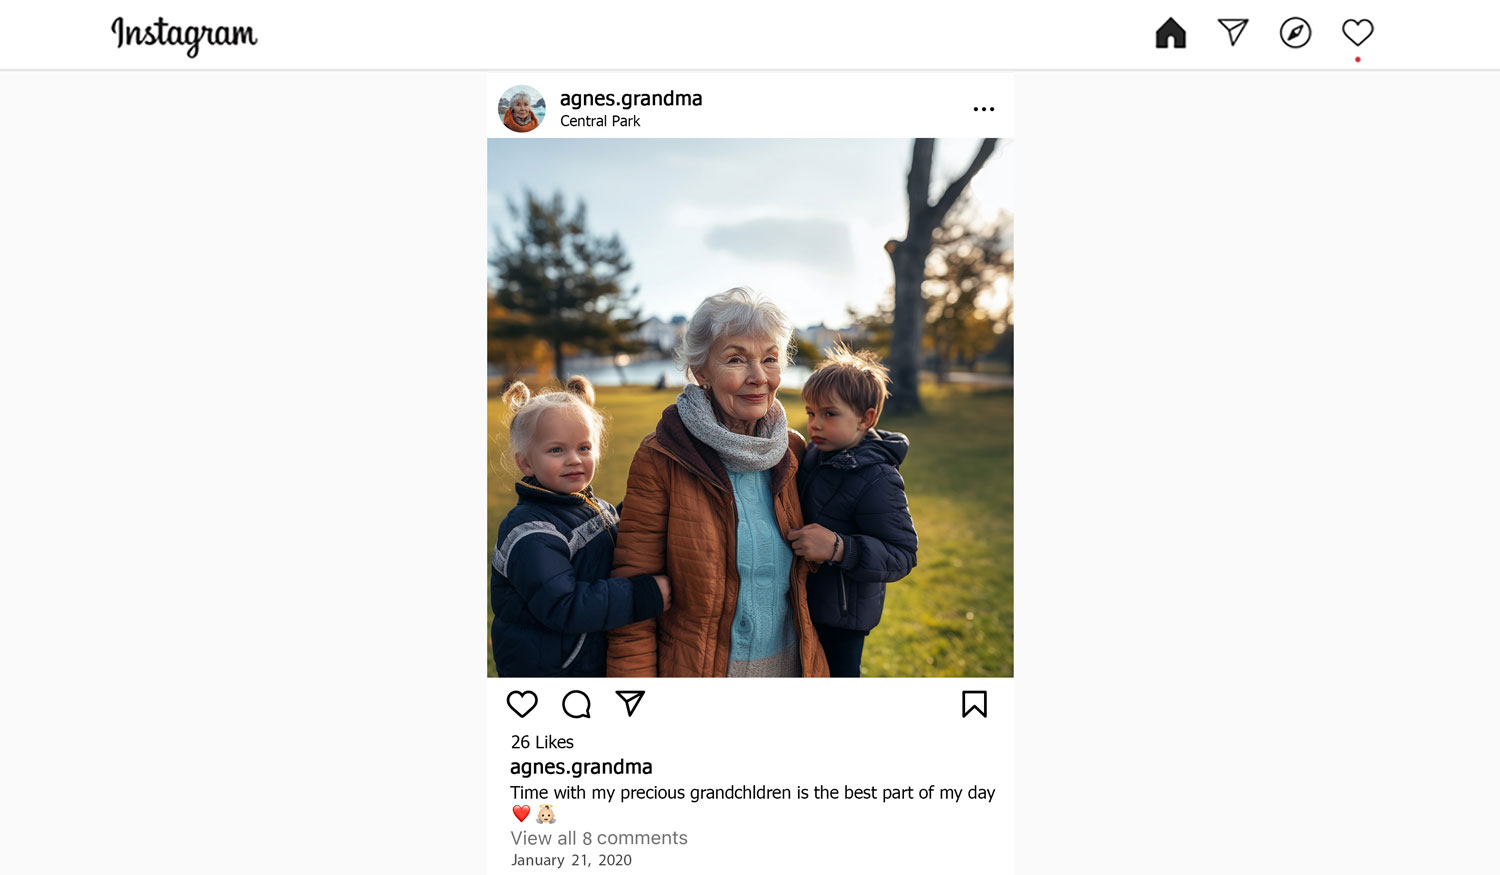 Instagram
agnes.grandma
Central Park
26 Likes
agnes.grandma
Time with my precious grandchldren is the best part of my day
❤️ 👼🏻
View all 8 comments
January 21, 2020